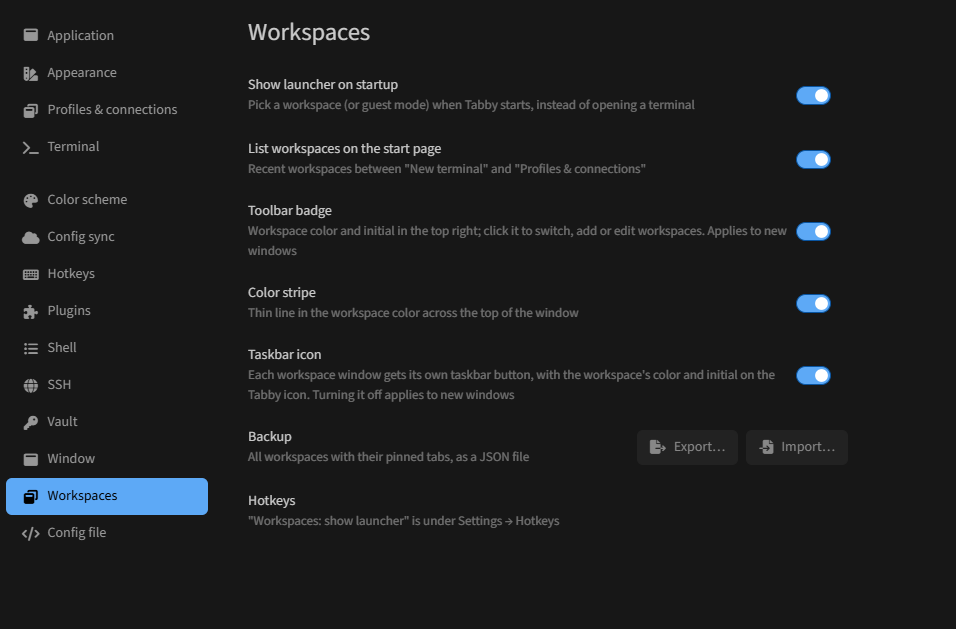 Application
Appearance
Profiles & connections
Terminal
Color scheme
Config sync
Hotkeys
Plugins
Shell
SSH
Vault
Window
Workspaces
Config file
Workspaces
Show launcher on startup
Pick a workspace (or guest mode) when Tabby starts, instead of opening a terminal
List workspaces on the start page
Recent workspaces between "New terminal" and "Profiles & connections"
Toolbar badge
Workspace color and initial in the top right; click it to switch, add or edit workspaces. Applies to new
windows
Color stripe
Thin line in the workspace color across the top of the window
Taskbar icon
Each workspace window gets its own taskbar button, with the workspace's color and initial on the
Tabby icon. Turning it off applies to new windows
Backup
All workspaces with their pinned tabs, as a JSON file
Export...
Import...
Hotkeys
"Workspaces: show launcher" is under Settings → Hotkeys